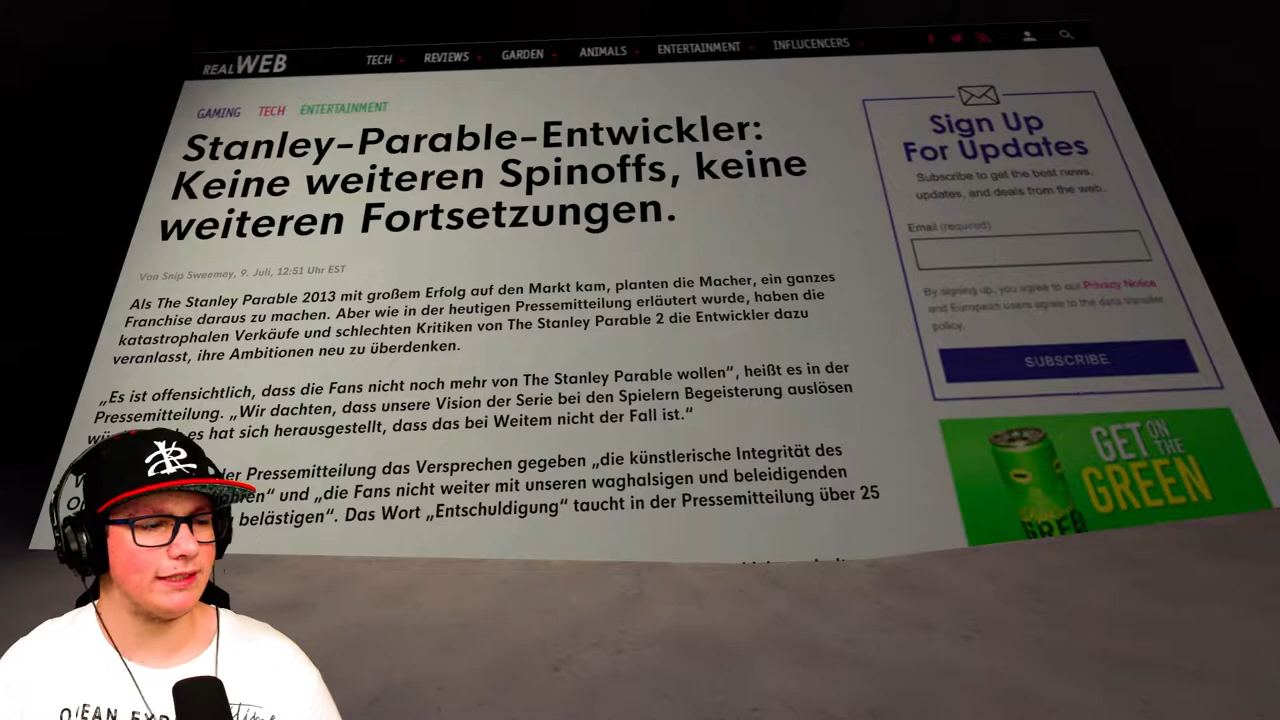 REALWEB
TECH REVIEWS GARDEN ANIMALS ENTERTAINMENT INFLUCENCERS
GAMING TECH ENTERTAINMENT
Stanley-Parable-Entwickler:
Keine weiteren Spinoffs, keine
weiteren Fortsetzungen.
Von Snip Sweemey, 9. Juli, 12:51 Uhr EST
Als The Stanley Parable 2013 mit großem Erfolg auf den Markt kam, planten die Macher, ein ganzes
Franchise daraus zu machen. Aber wie in der heutigen Pressemitteilung erläutert wurde, haben die
katastrophalen Verkäufe und schlechten Kritiken von The Stanley Parable 2 die Entwickler dazu
veranlasst, ihre Ambitionen neu zu überdenken.
„Es ist offensichtlich, dass die Fans nicht noch mehr von The Stanley Parable wollen“, heißt es in der
Pressemitteilung. „Wir dachten, dass unsere Vision der Serie bei den Spielern Begeisterung auslösen
es hat sich herausgestellt, dass das bei Weitem nicht der Fall ist.“
der Pressemitteilung das Versprechen gegeben „die künstlerische Integrität des
und „die Fans nicht weiter mit unseren waghalsigen und beleidigenden
belästigen“. Das Wort „Entschuldigung“ taucht in der Pressemitteilung über 25
Sign Up
For Updates
Subscribe to get the best news,
updates, and deals from the web.
Email (required)
By signing up, you agree to our Privacy Notice
and European users agree to the data transfer
policy.
SUBSCRIBE
GET ON THE
GREEN